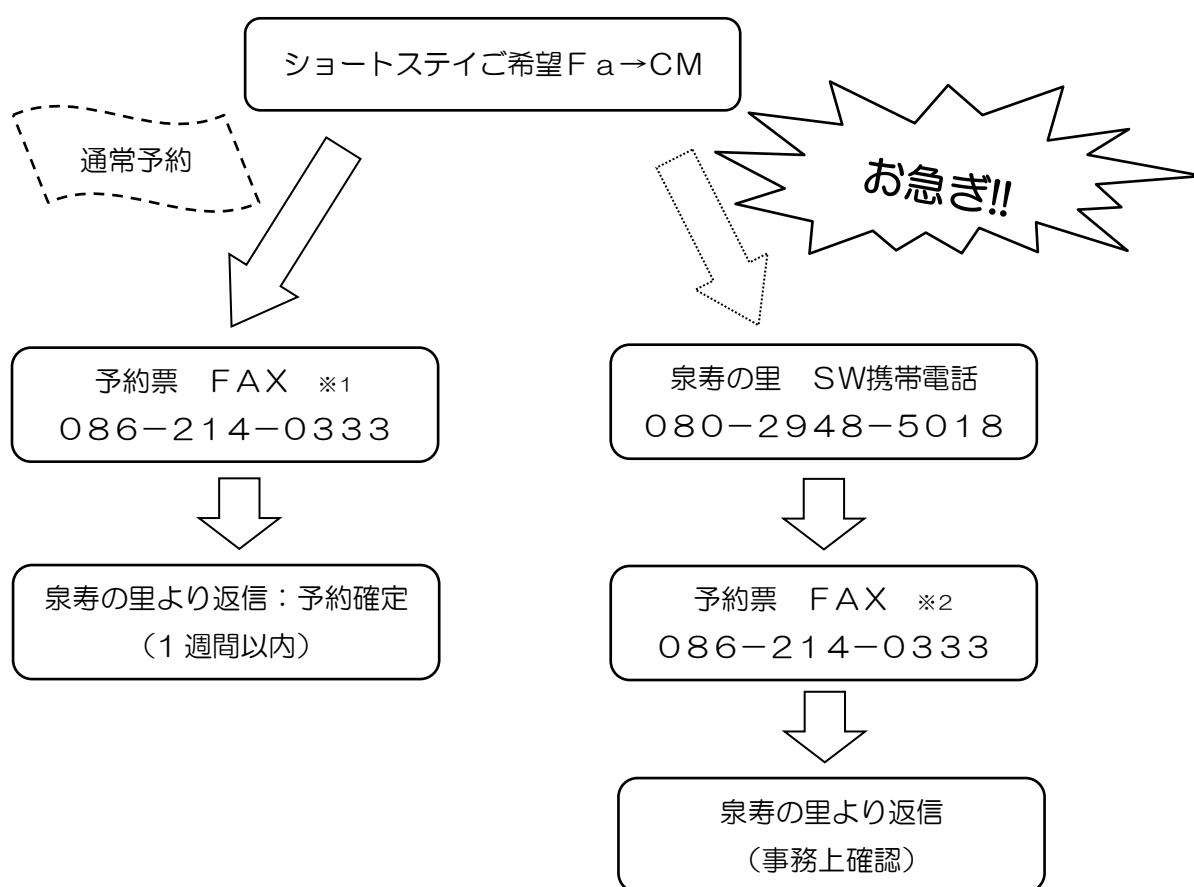 ショートステイご希望Ｆａ→CM
通常予約
お急ぎ!!
予約票　ＦＡＸ　※1
０８６－２１４－０３３３
泉寿の里より返信：予約確定
（１週間以内）
泉寿の里　ＳＷ携帯電話
０８０－２９４８－５０１８
予約票　ＦＡＸ　※2
０８６－２１４－０３３３
泉寿の里より返信
（事務上確認）